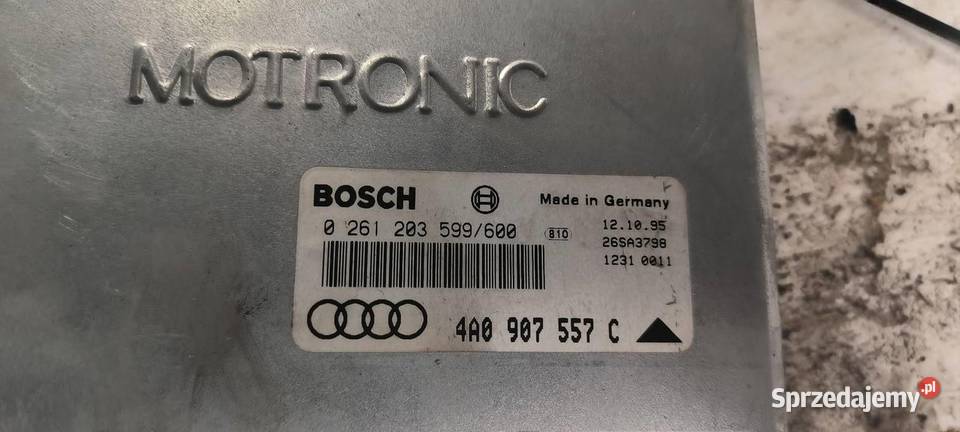 MOTRONIC
BOSCH Made in Germany
0 261 203 599/600 810 12.10.95
26SA3798
1231 0011
4A0 907 557 C
Sprzedajemy.pl